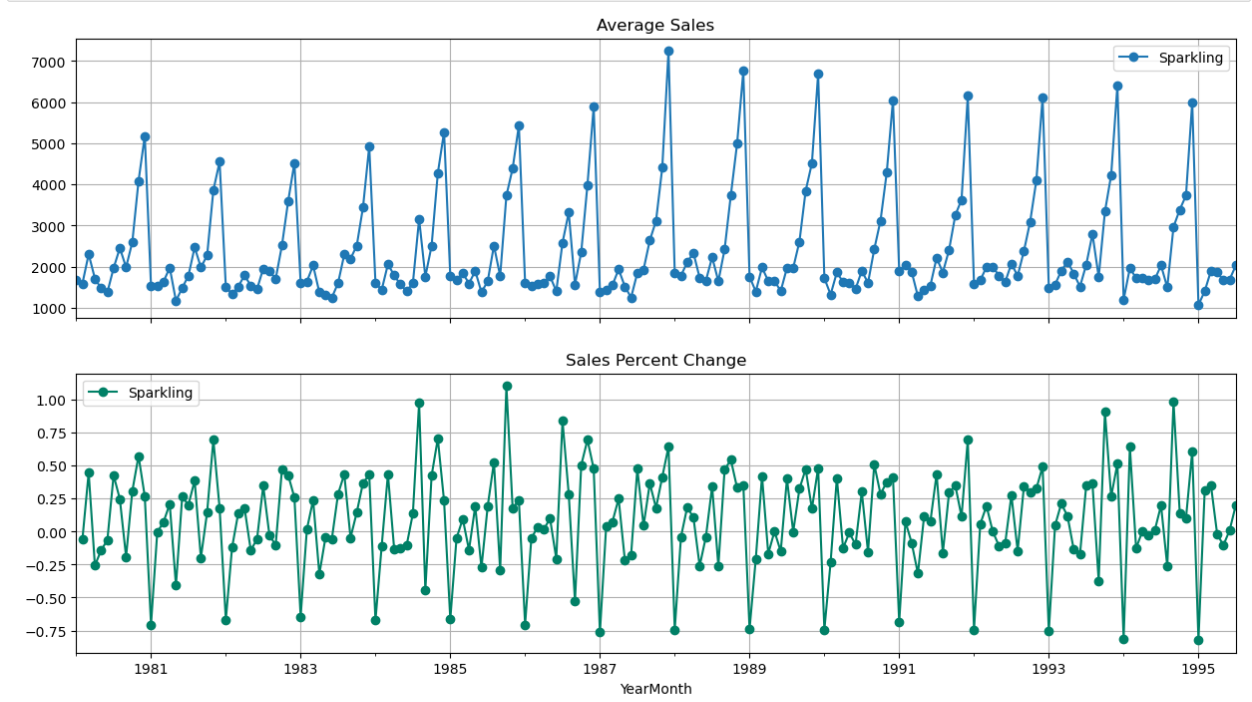 Average Sales
Sparkling
7000
6000
5000
4000
3000
2000
1000
Sales Percent Change
Sparkling
1.00
0.75
0.50
0.25
0.00
−0.25
−0.50
−0.75
1981 1983 1985 1987 1989 1991 1993 1995
YearMonth